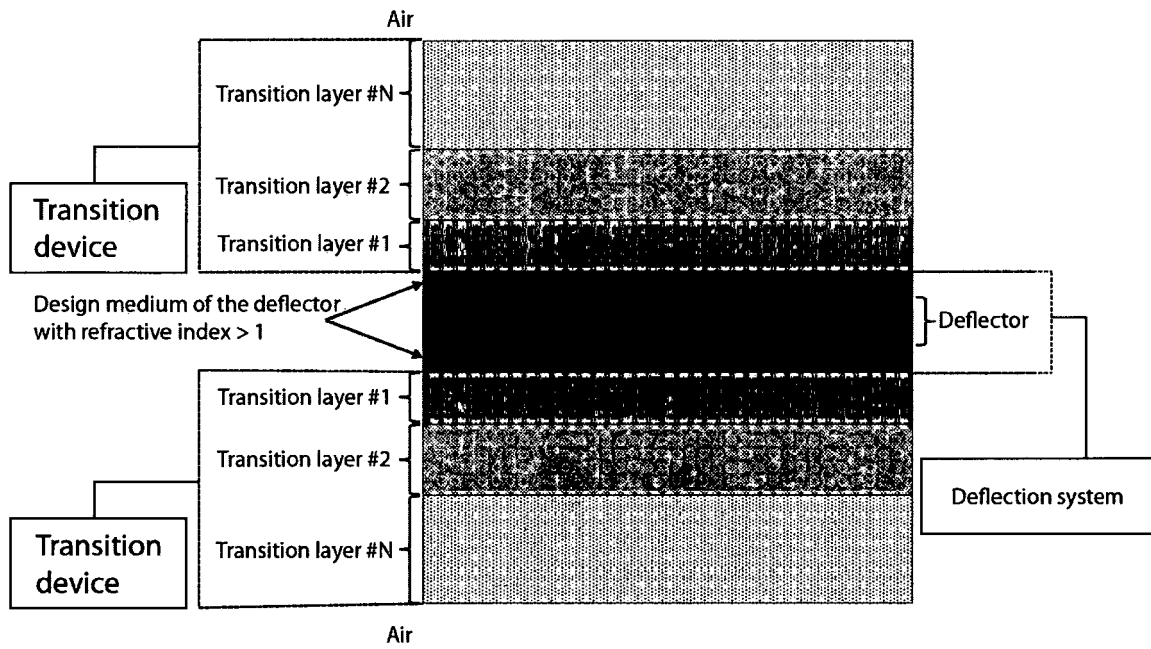 Air
Transition layer #N
Transition layer #2
Transition
device
Transition layer #1
Design medium of the deflector
with refractive index > 1
Deflector
Transition layer #1
Transition layer #2
Deflection system
Transition
device
Transition layer #N
Air